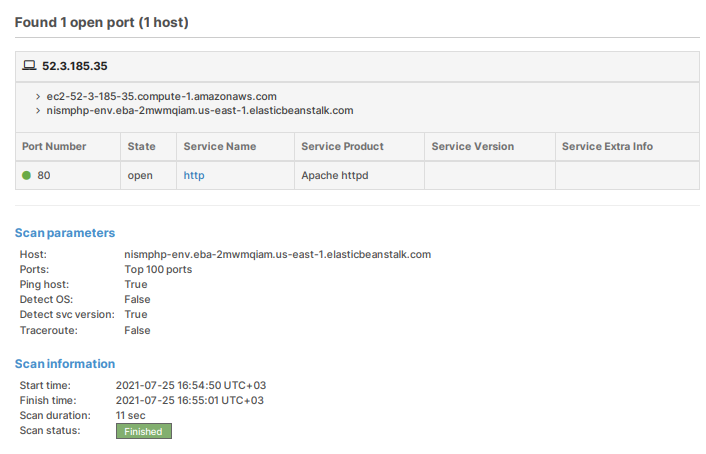 Found 1 open port (1 host)
52.3.185.35
ec2-52-3-185-35.compute-1.amazonaws.com
nismphp-env.eba-2mwmqiam.us-east-1.elasticbeanstalk.com
Port Number State Service Name Service Product Service Version Service Extra Info
80 open http Apache httpd
Scan parameters
Host: nismphp-env.eba-2mwmqiam.us-east-1.elasticbeanstalk.com
Ports: Top 100 ports
Ping host: True
Detect OS: False
Detect svc version: True
Traceroute: False
Scan information
Start time: 2021-07-25 16:54:50 UTC+03
Finish time: 2021-07-25 16:55:01 UTC+03
Scan duration: 11 sec
Scan status: Finished